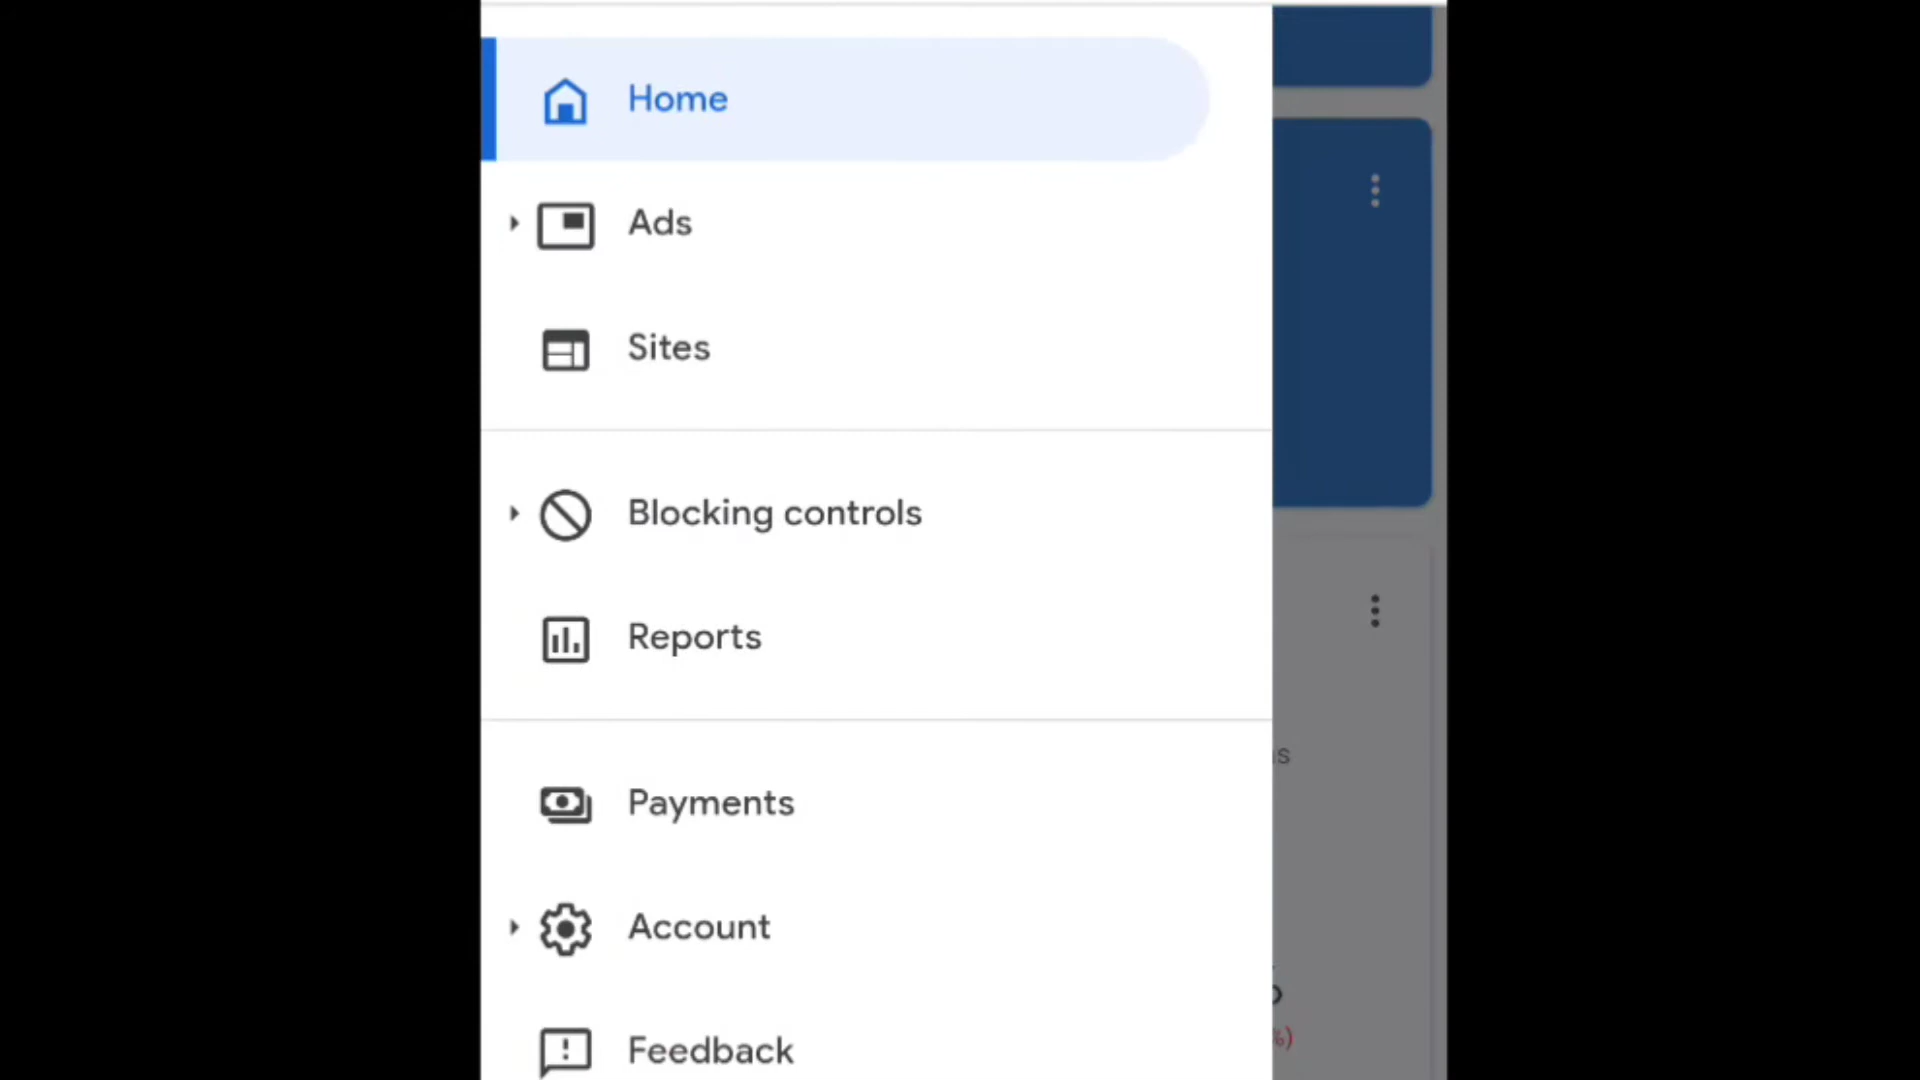 Home
Ads
Sites
Blocking controls
Reports
Payments
Account
Feedback
%)